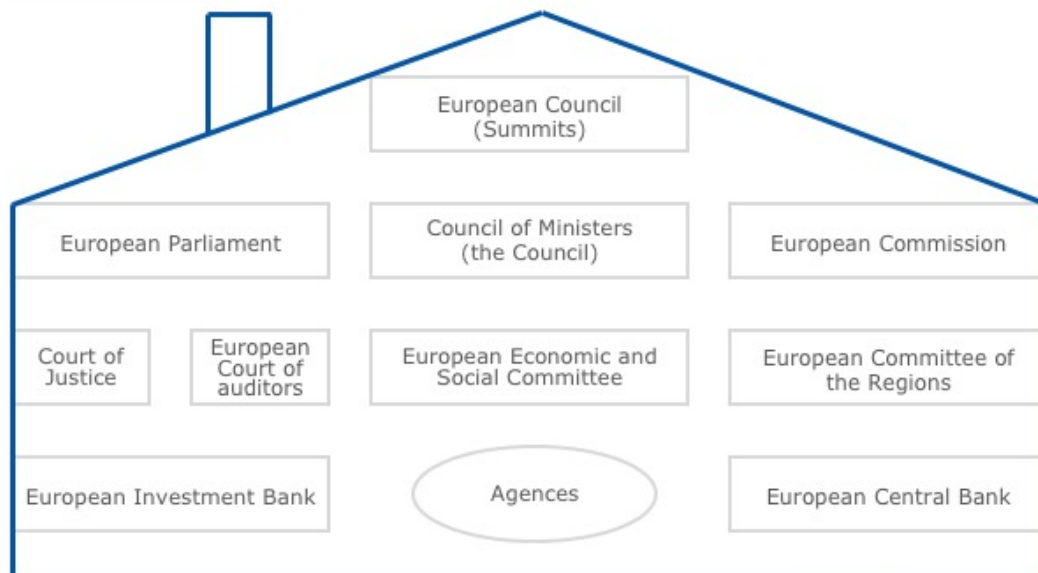 European Council
(Summits)
European Parliament
Council of Ministers
(the Council)
European Commission
Court of
Justice
European
Court of
auditors
European Economic and
Social Committee
European Committee of
the Regions
European Investment Bank
Agences
European Central Bank